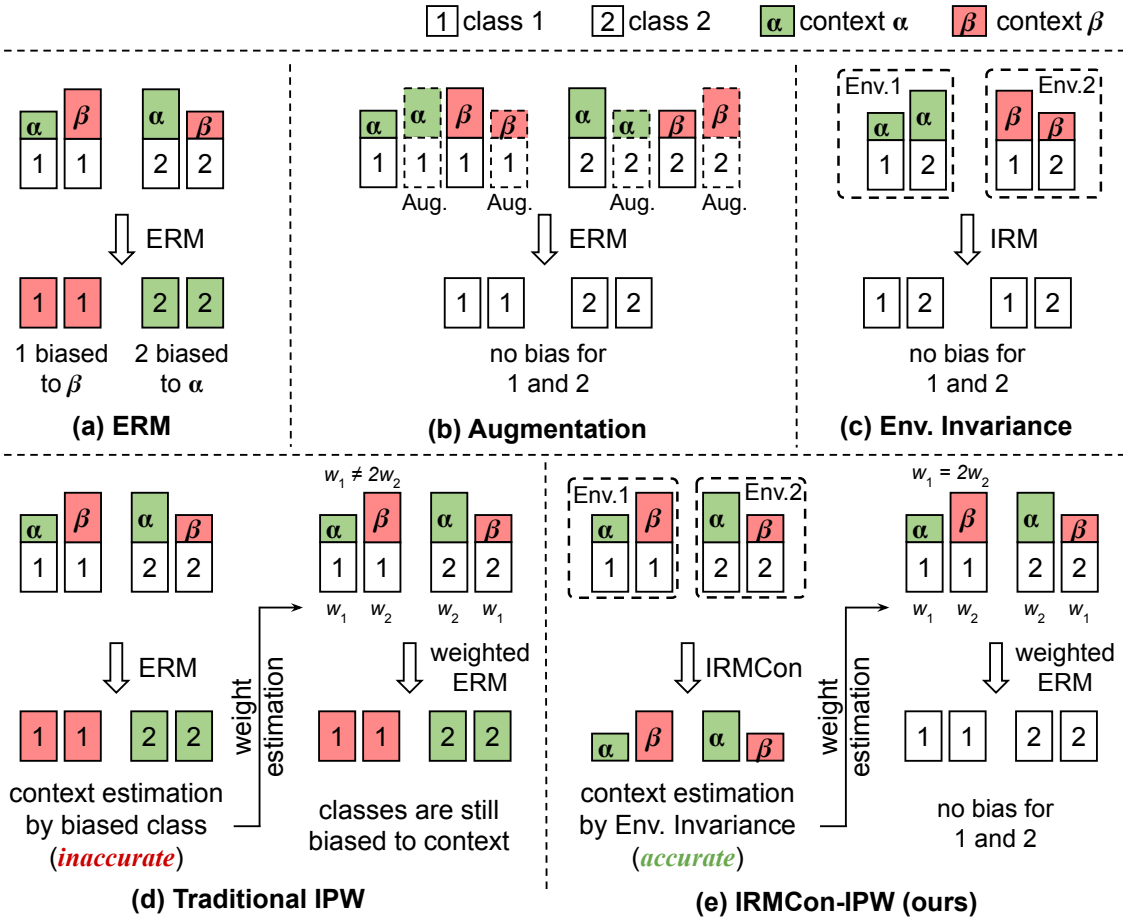 1 class 1 2 class 2 α context α β context β
α β α β
1 1 2 2
ERM
1 1 2 2
1 biased to β
2 biased to α
(a) ERM
α α β β α α β β
1 1 1 1 2 2 2 2
Aug. Aug. Aug. Aug.
ERM
1 1 2 2
no bias for
1 and 2
(b) Augmentation
Env.1 Env.2
α α β β
1 2 1 2
IRM
1 2 1 2
no bias for
1 and 2
(c) Env. Invariance
α β α β
1 1 2 2
ERM
1 1 2 2
context estimation
by biased class
(inaccurate)
weight
estimation
w₁ ≠ 2w₂
α β α β
1 1 2 2
w₁ w₂ w₂ w₁
weighted
ERM
1 1 2 2
classes are still
biased to context
(d) Traditional IPW
Env.1 Env.2
α β α β
1 1 2 2
IRMCon
α β α β
context estimation
by Env. Invariance
(accurate)
weight
estimation
w₁ = 2w₂
α β α β
1 1 2 2
w₁ w₂ w₂ w₁
weighted
ERM
1 1 2 2
no bias for
1 and 2
(e) IRMCon-IPW (ours)